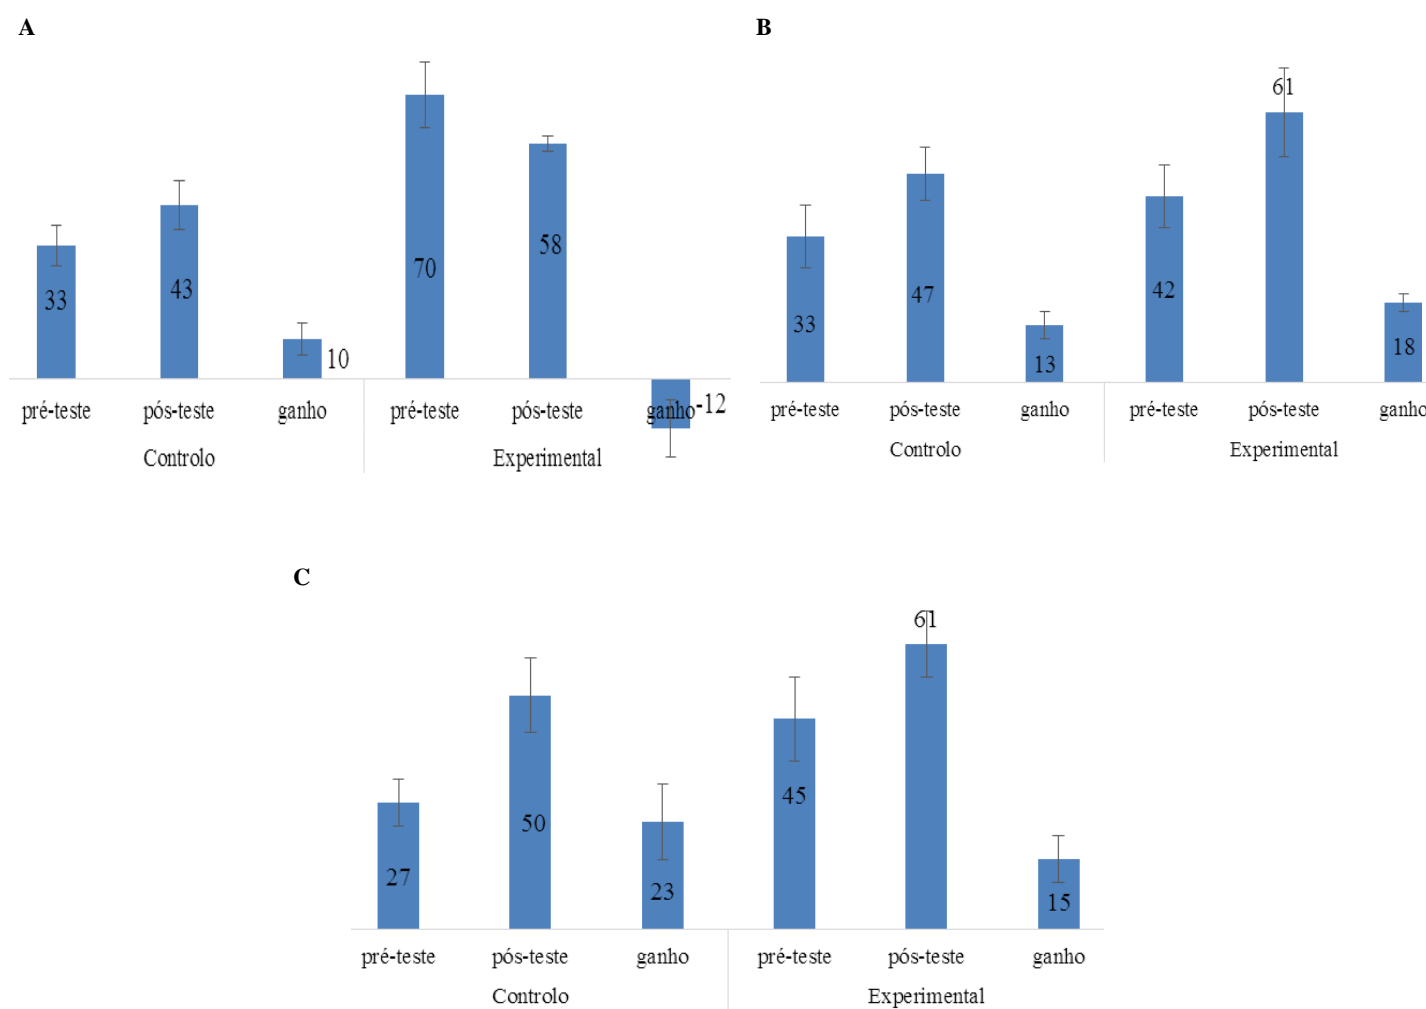 A
33
43
10
70
58
-12
pré-teste
pós-teste
ganho
pré-teste
pós-teste
ganho
Controlo
Experimental
B
33
47
13
42
61
18
pré-teste
pós-teste
ganho
pré-teste
pós-teste
ganho
Controlo
Experimental
C
27
50
23
45
61
15
pré-teste
pós-teste
ganho
pré-teste
pós-teste
ganho
Controlo
Experimental